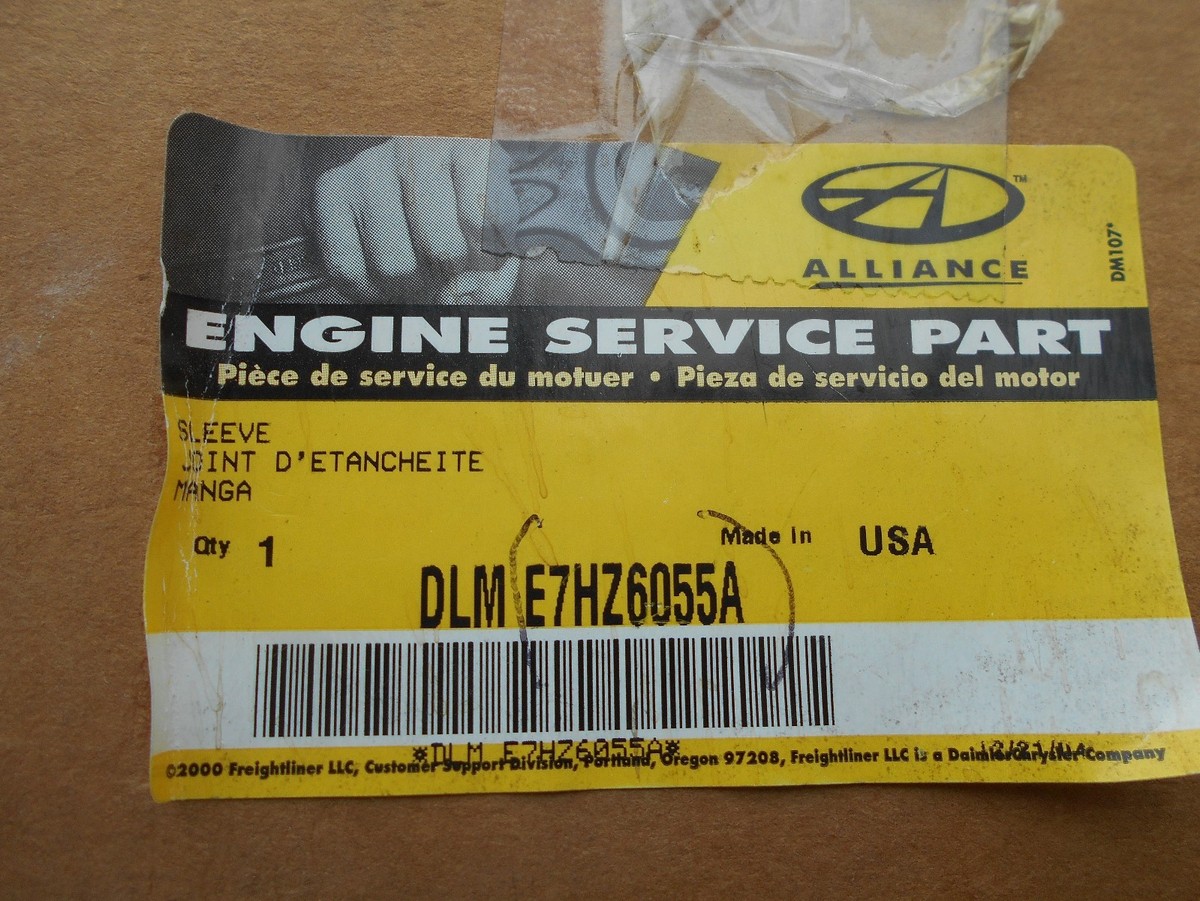 TM
ALLIANCE
DM107*
ENGINE SERVICE PART
Pièce de service du motuer • Pieza de servicio del motor
SLEEVE
JOINT D'ETANCHEITE
MANGA
Qty 1
Made in USA
DLM E7HZ6055A
*DLM E7HZ6055A*
©2000 Freightliner LLC, Customer Support Division, Portland, Oregon 97208, Freightliner LLC is a DaimlerChrysler Company